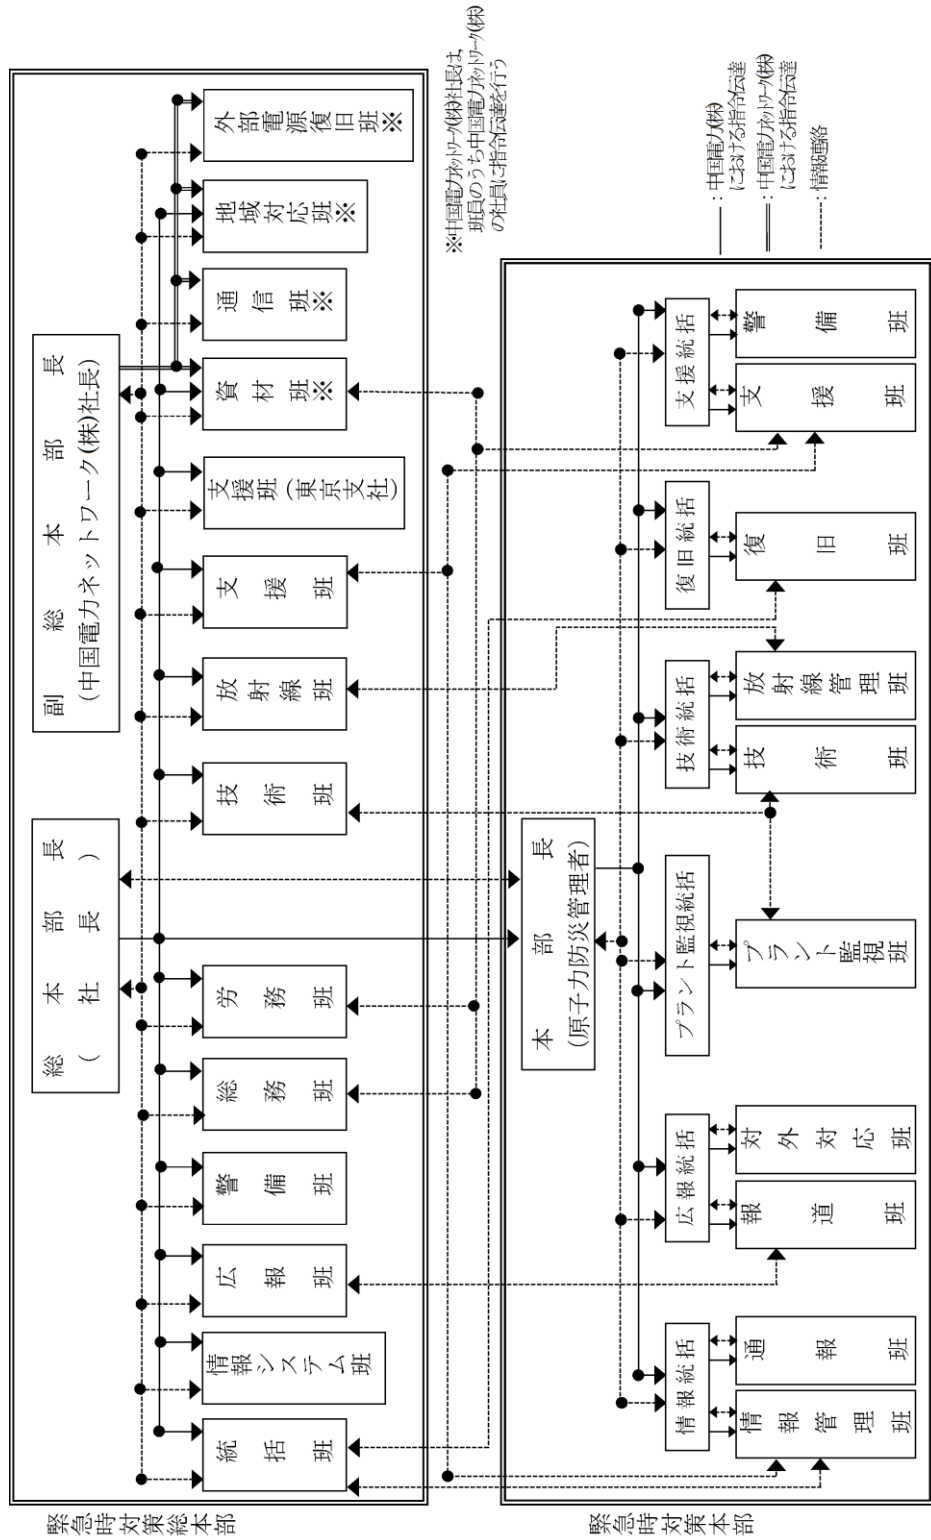 緊急時対策総本部
総本部長
(社長)
副総本部長
(中国電力ネットワーク(株)社長)
統括班
情報システム班
広報班
警備班
総務班
労務班
技術班
放射線班
支援班
支援班(東京支社)
資材班※
通信班※
地域対応班※
外部電源復旧班※
※中国電力ネットワーク(株)社長は、
班員のうち中国電力ネットワーク(株)
の社員に指令伝達を行う
緊急時対策本部
本部長
(原子力防災管理者)
情報統括
情報管理班
通報班
広報統括
報道班
対外対応班
プラント監視統括
プラント監視班
技術統括
技術班
放射線管理班
復旧統括
復旧班
支援統括
支援班
警備班
:中国電力(株)
における指令伝達
:中国電力ネットワーク(株)
における指令伝達
:情報連絡